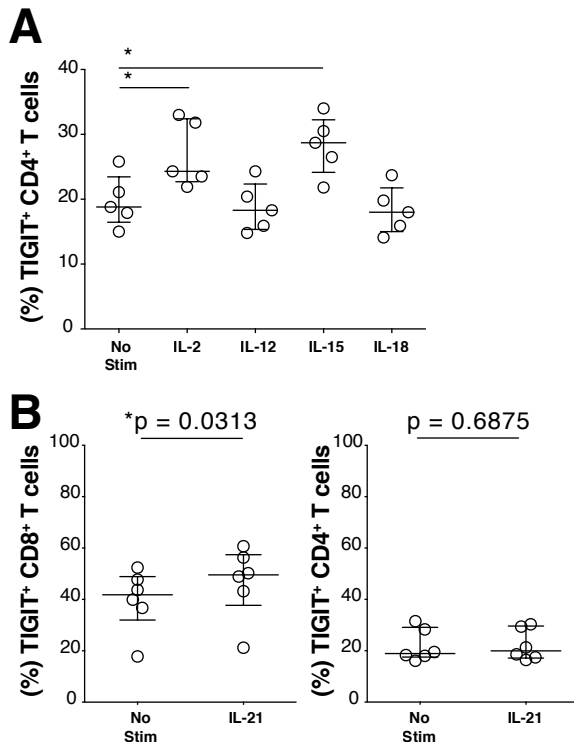 A
(%) TIGIT⁺ CD4⁺ T cells
40
30
20
10
0
*
*
No Stim
IL-2
IL-12
IL-15
IL-18
B
*p = 0.0313
(%) TIGIT⁺ CD8⁺ T cells
100
80
60
40
20
0
No Stim
IL-21
p = 0.6875
(%) TIGIT⁺ CD4⁺ T cells
100
80
60
40
20
0
No Stim
IL-21